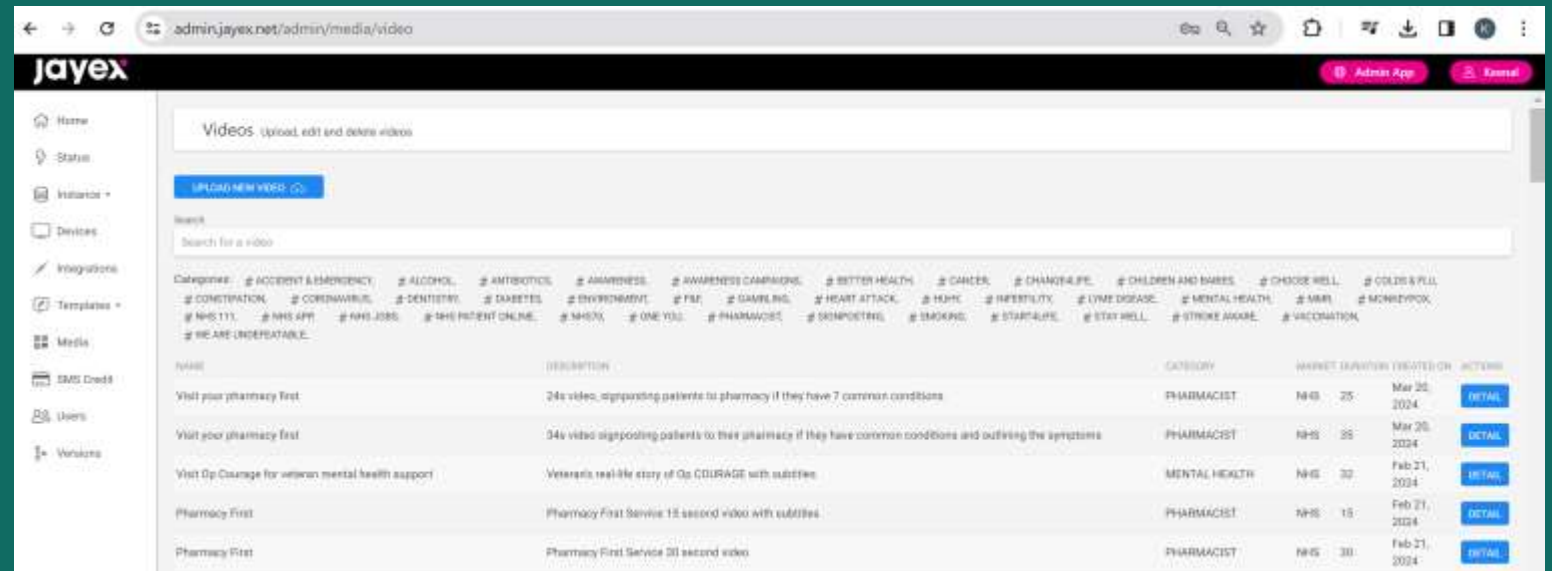 admin.jayex.net/admin/media/video
K
Jayex
Admin App
Home
Status
Instance
Devices
Integrations
Templates
Media
SMS Credit
Users
Versions
Videos Upload, edit and delete videos
UPLOAD NEW VIDEO
Search
Search for a video
Categories: # ACCIDENT & EMERGENCY, # ALCOHOL, # ANTIBIOTICS, # AWARENESS, # AWARENESS CAMPAIGNS, # BETTER HEALTH, # CANCER, # CHANGE4LIFE, # CHILDREN AND BABIES, # CHOOSE WELL, # COLDS & FLU,
# CONSTIPATION, # CORONAVIRUS, # DENTISTRY, # DIABETES, # ENVIRONMENT, # GAMBLING, # HEART ATTACK, # INFERTILITY, # LYME DISEASE, # MENTAL HEALTH, # MMR, # MONKEYPOX,
# NHS 111, # NHS APP, # NHS JOBS, # NHS PATIENT ONLINE, # NHS70, # ONE YOU, # PHARMACIST, # SIGNPOSTING, # SMOKING, # START4LIFE, # STAY WELL, # STROKE AWARE, # VACCINATION,
# WE ARE UNDEFEATABLE,
NAME DESCRIPTION CATEGORY MARKET DURATION CREATED ON ACTIONS
Visit your pharmacy first 24s video, signposting patients to pharmacy if they have 7 common conditions PHARMACIST NHS 25 Mar 20, 2024 DETAIL
Visit your pharmacy first 34s video signposting patients to their pharmacy if they have common conditions and outlining the symptoms PHARMACIST NHS 35 Mar 20, 2024 DETAIL
Visit Op Courage for veteran mental health support Veteran's real-life story of Op COURAGE with subtitles MENTAL HEALTH NHS 32 Feb 21, 2024 DETAIL
Pharmacy First Pharmacy First Service 15 second video with subtitles PHARMACIST NHS 15 Feb 21, 2024 DETAIL
Pharmacy First Pharmacy First Service 30 second video PHARMACIST NHS 30 Feb 21, 2024 DETAIL